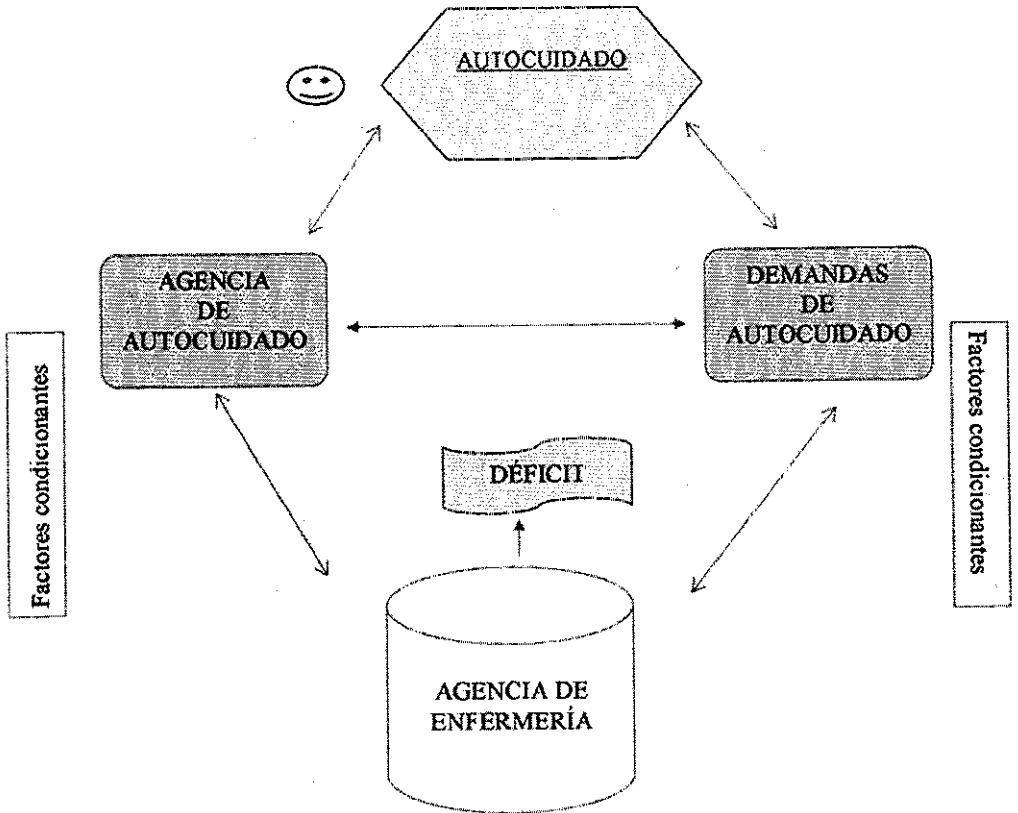 AUTOCUIDADO
AGENCIA
DE
AUTOCUIDADO
DEMANDAS
DE
AUTOCUIDADO
Factores condicionantes
Factores condicionantes
DÉFICIT
AGENCIA DE
ENFERMERÍA